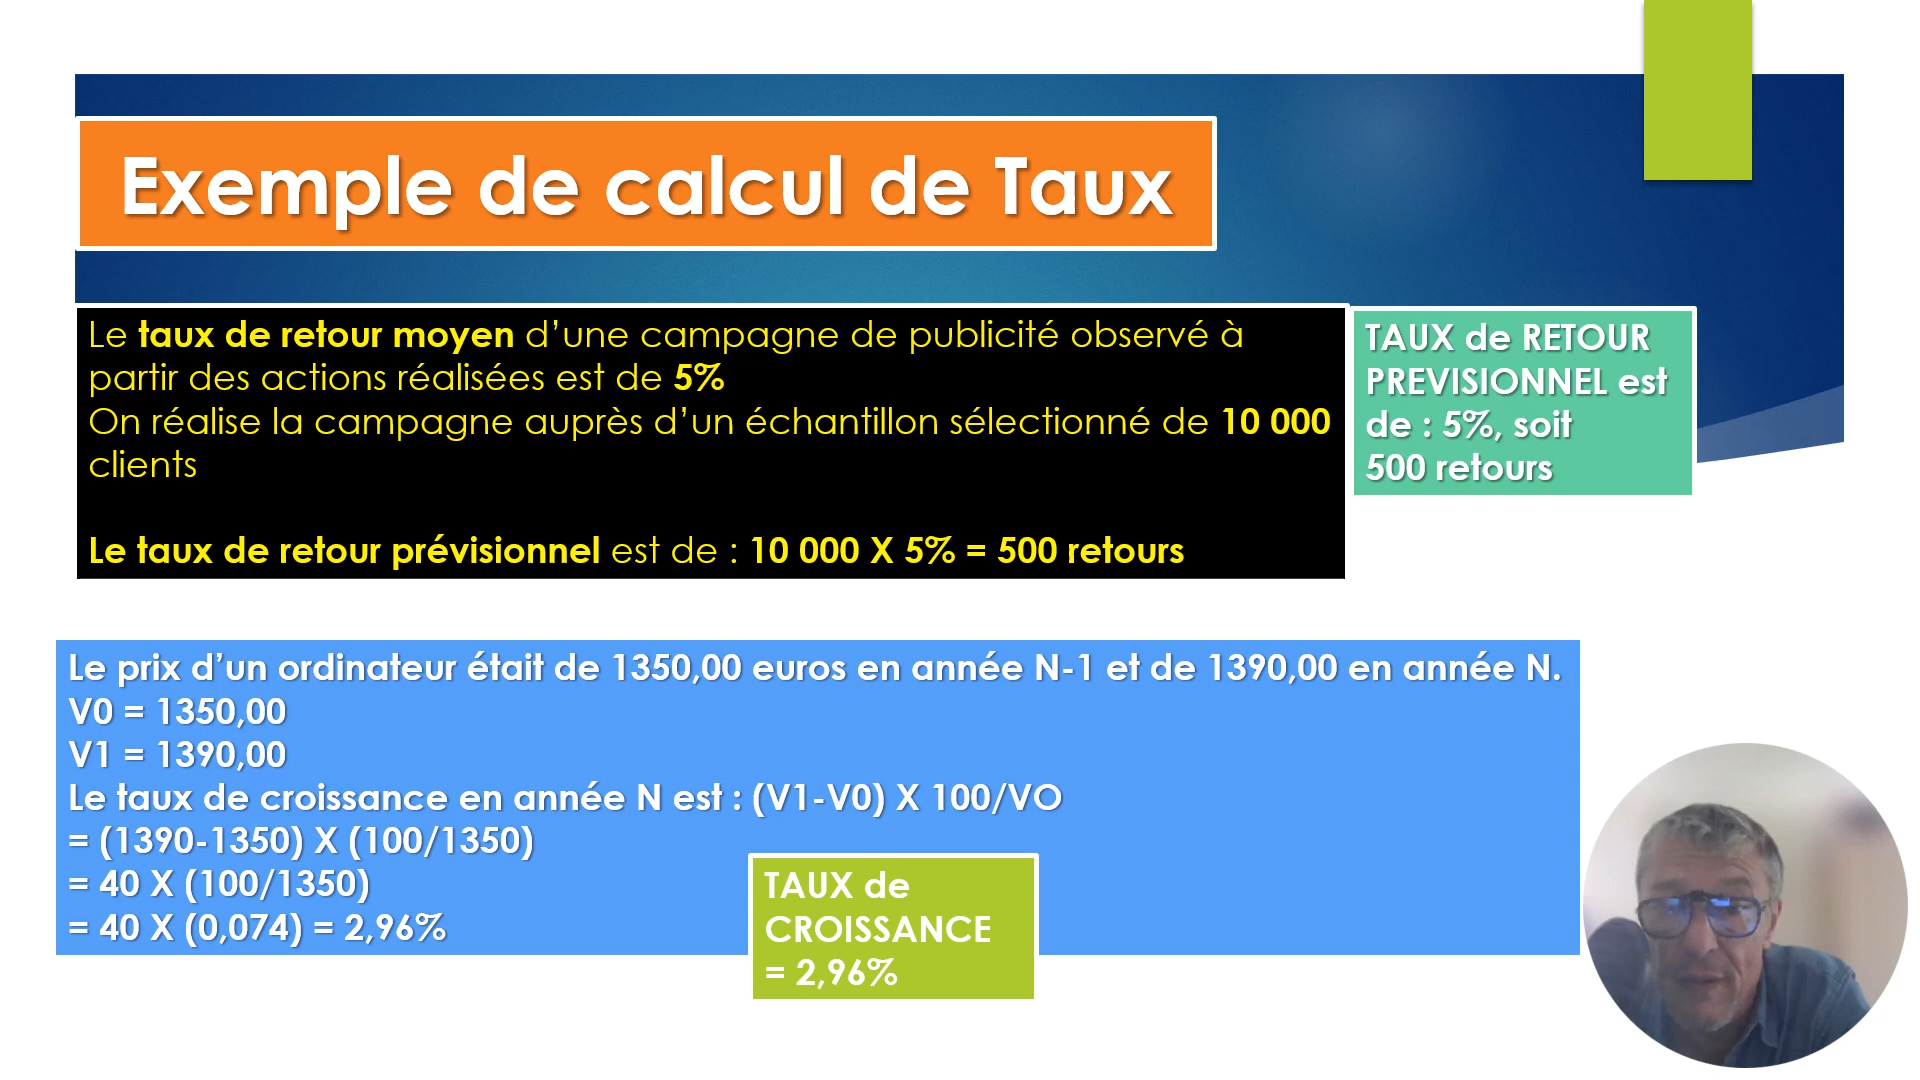 Exemple de calcul de Taux
Le taux de retour moyen d’une campagne de publicité observé à
partir des actions réalisées est de 5%
On réalise la campagne auprès d’un échantillon sélectionné de 10 000
clients
Le taux de retour prévisionnel est de : 10 000 X 5% = 500 retours
TAUX de RETOUR
PREVISIONNEL est
de : 5%, soit
500 retours
Le prix d’un ordinateur était de 1350,00 euros en année N-1 et de 1390,00 en année N.
V0 = 1350,00
V1 = 1390,00
Le taux de croissance en année N est : (V1-V0) X 100/VO
= (1390-1350) X (100/1350)
= 40 X (100/1350)
= 40 X (0,074) = 2,96%
TAUX de
CROISSANCE
= 2,96%